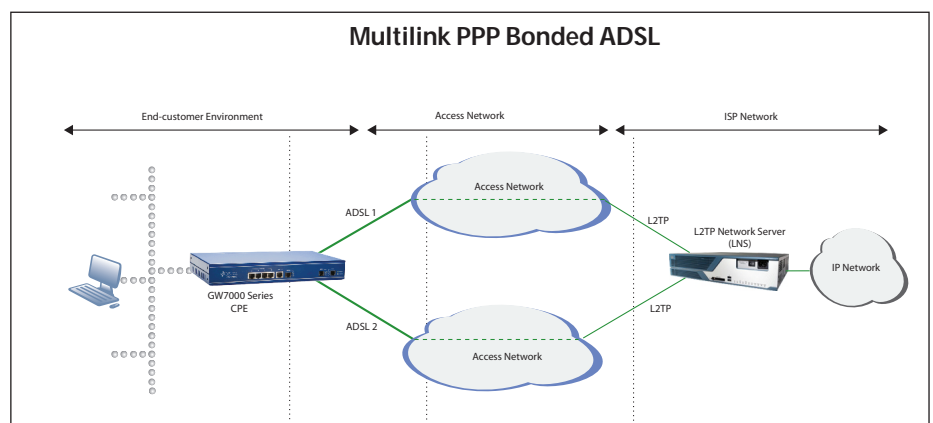 Multilink PPP Bonded ADSL
End-customer Environment
Access Network
ISP Network
Access Network
ADSL 1
L2TP
L2TP Network Server
(LNS)
IP Network
GW7000 Series
CPE
ADSL 2
L2TP
Access Network